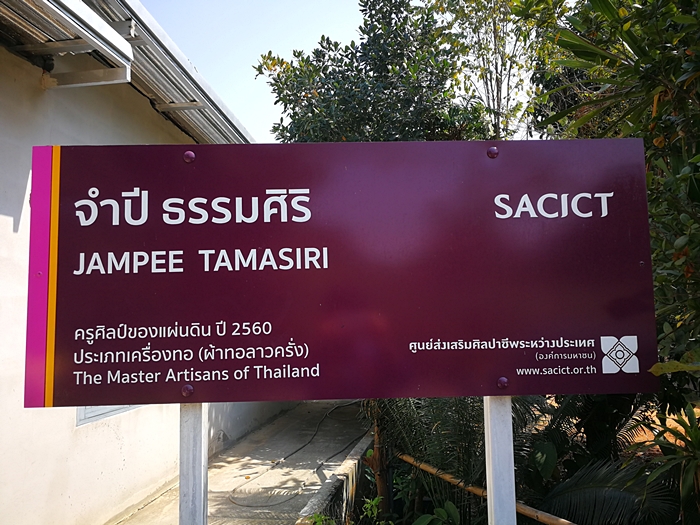 จำปี ธรรมศิริ
JAMPEE TAMASIRI
SACICT
ครูศิลป์ของแผ่นดิน ปี 2560
ประเภทเครื่องทอ (ผ้าทอลาวครั่ง)
The Master Artisans of Thailand
ศูนย์ส่งเสริมศิลปาชีพระหว่างประเทศ
(องค์การมหาชน)
www.sacict.or.th